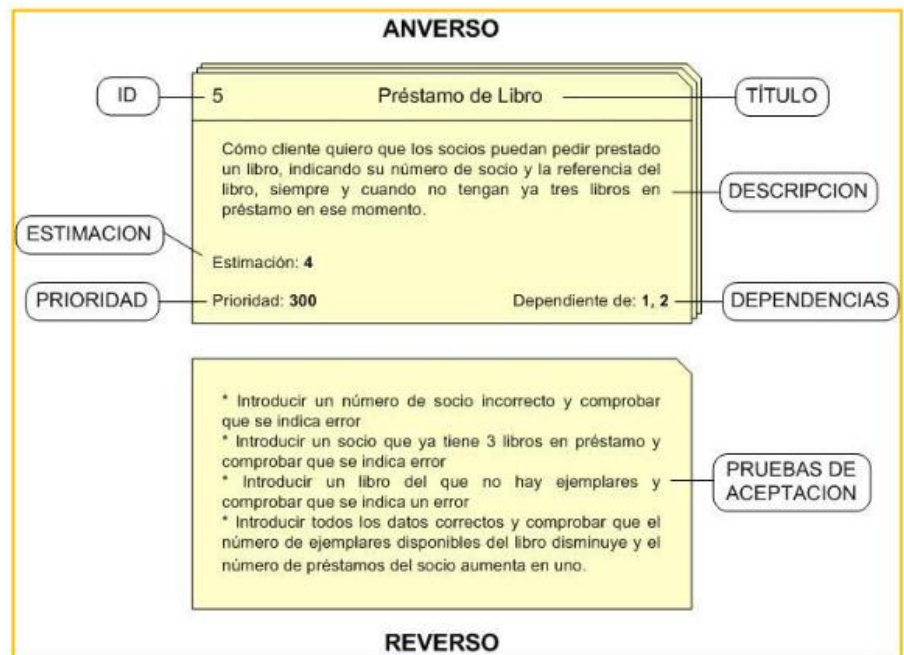 ANVERSO
ID
5
Préstamo de Libro
TÍTULO
Cómo cliente quiero que los socios puedan pedir prestado
un libro, indicando su número de socio y la referencia del
libro, siempre y cuando no tengan ya tres libros en
préstamo en ese momento.
DESCRIPCION
ESTIMACION
Estimación: 4
PRIORIDAD
Prioridad: 300
Dependiente de: 1, 2
DEPENDENCIAS
* Introducir un número de socio incorrecto y comprobar
que se indica error
* Introducir un socio que ya tiene 3 libros en préstamo y
comprobar que se indica error
* Introducir un libro del que no hay ejemplares y
comprobar que se indica un error
* Introducir todos los datos correctos y comprobar que el
número de ejemplares disponibles del libro disminuye y el
número de préstamos del socio aumenta en uno.
PRUEBAS DE
ACEPTACION
REVERSO